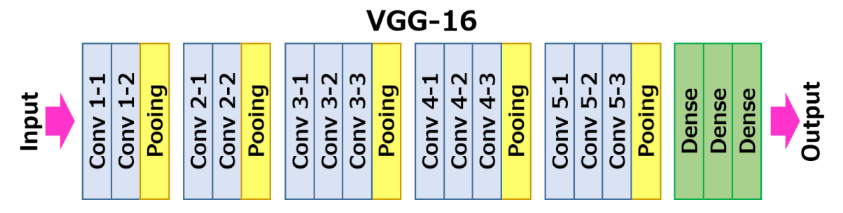 VGG-16
Input
Conv 1-1
Conv 1-2
Pooing
Conv 2-1
Conv 2-2
Pooing
Conv 3-1
Conv 3-2
Conv 3-3
Pooing
Conv 4-1
Conv 4-2
Conv 4-3
Pooing
Conv 5-1
Conv 5-2
Conv 5-3
Pooing
Dense
Dense
Dense
Output